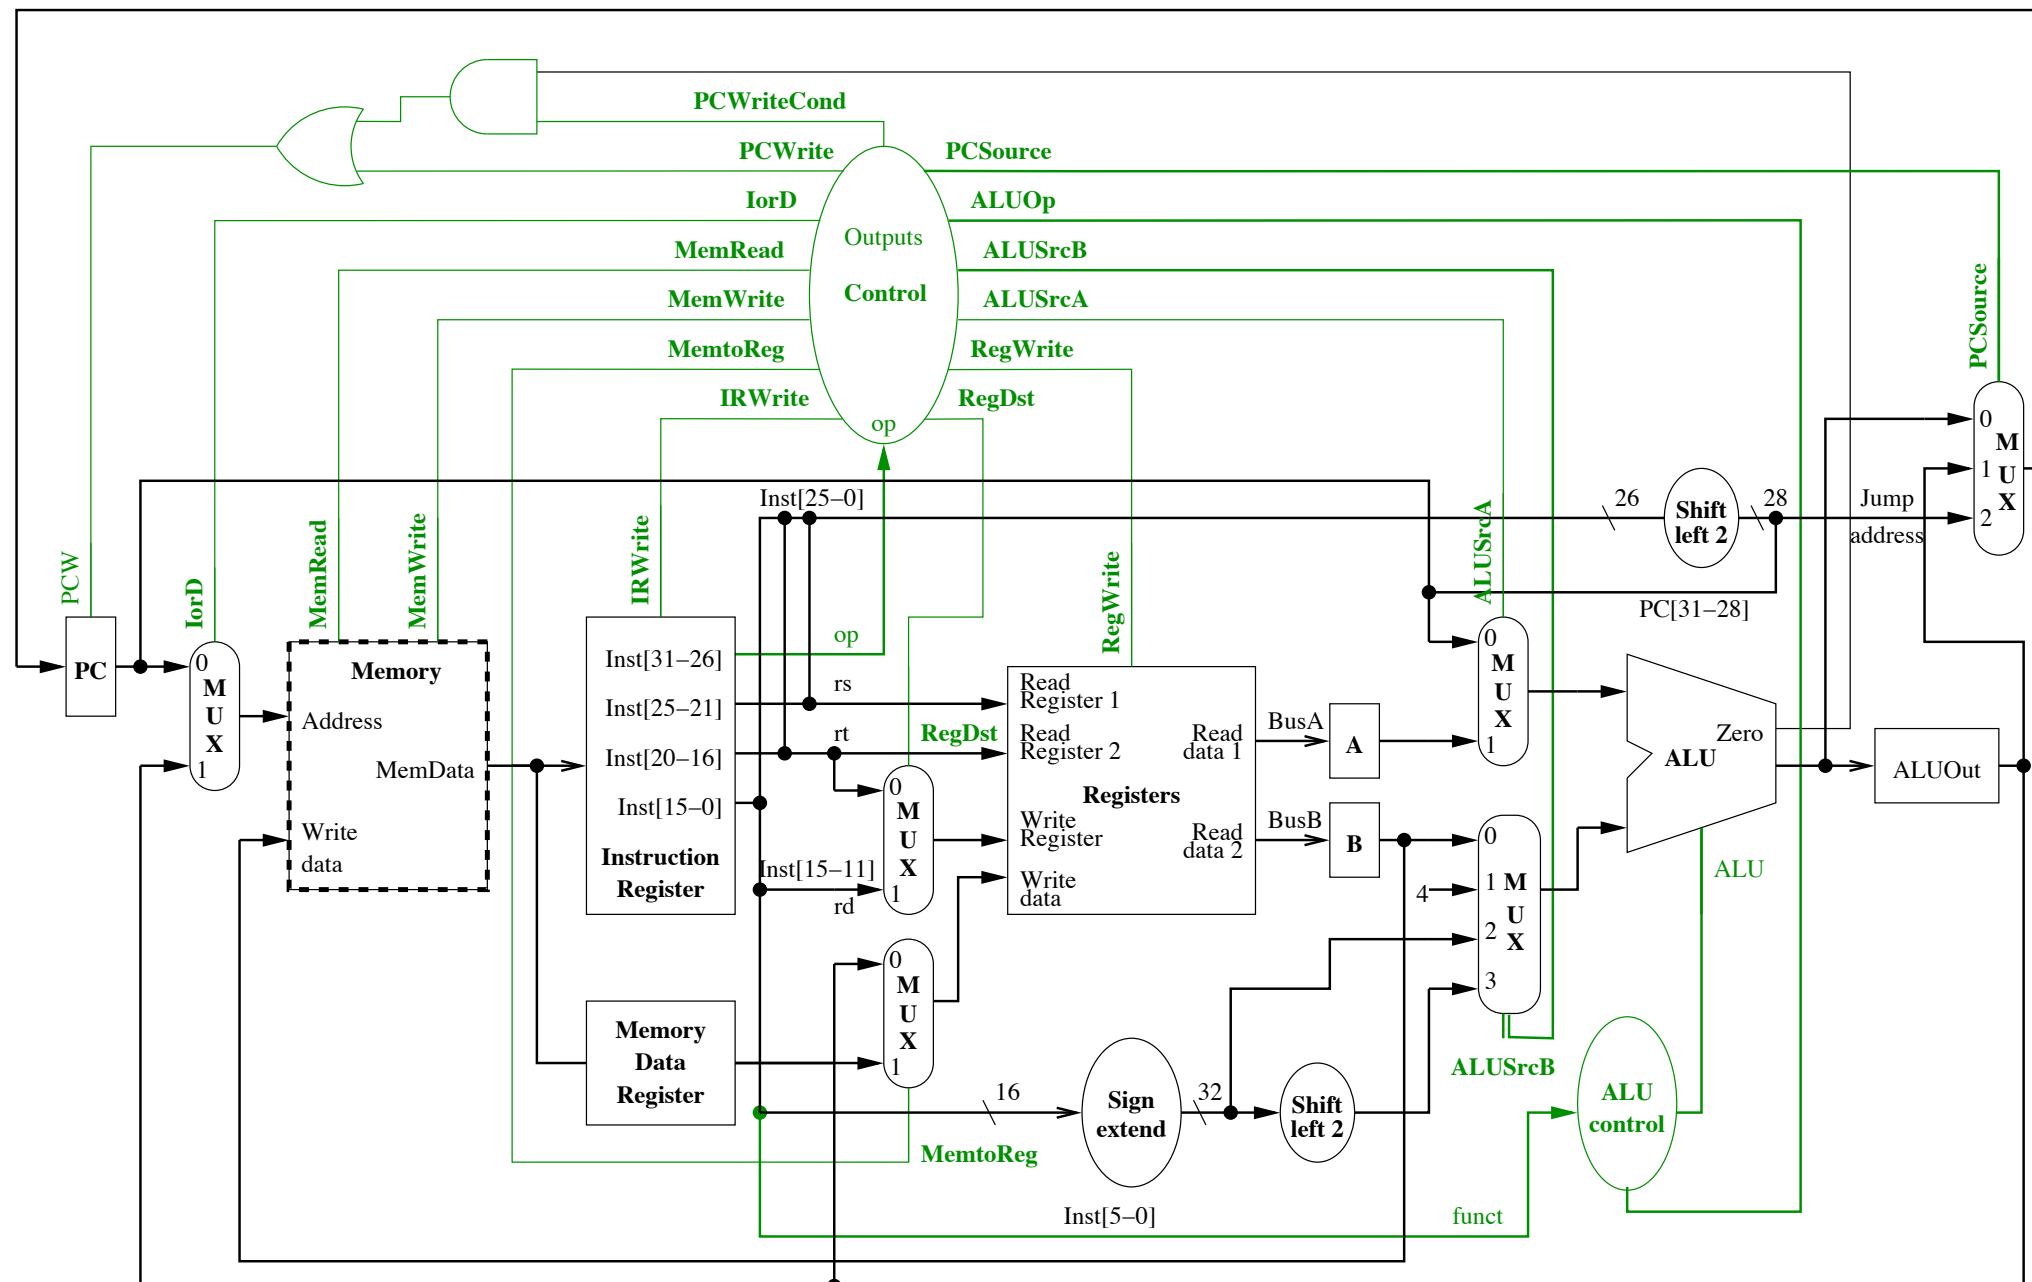 PCWriteCond
PCWrite
PCSource
IorD
ALUOp
Outputs
MemRead
ALUSrcB
Control
MemWrite
ALUSrcA
MemtoReg
RegWrite
IRWrite
RegDst
op
PCSource
0
M
1
U
X
2
Inst[25–0]
26
Shift
left 2
28
Jump
address
PC[31–28]
PCW
IorD
MemRead
MemWrite
IRWrite
RegWrite
ALUSrcA
PC
0
M
U
X
1
Memory
Address
MemData
Write
data
op
Inst[31–26]
Inst[25–21]
rs
Inst[20–16]
rt
Inst[15–0]
Instruction
Register
Inst[15–11]
rd
RegDst
0
M
U
X
1
Read
Register 1
Read
Register 2
Read
data 1
Registers
Write
Register
Read
data 2
Write
data
BusA
A
BusB
B
0
M
U
X
1
0
4
1
M
U
2
X
3
ALUSrcB
Zero
ALU
ALUOut
ALU
Memory
Data
Register
0
M
U
X
1
MemtoReg
16
Sign
extend
32
Shift
left 2
ALU
control
Inst[5–0]
funct